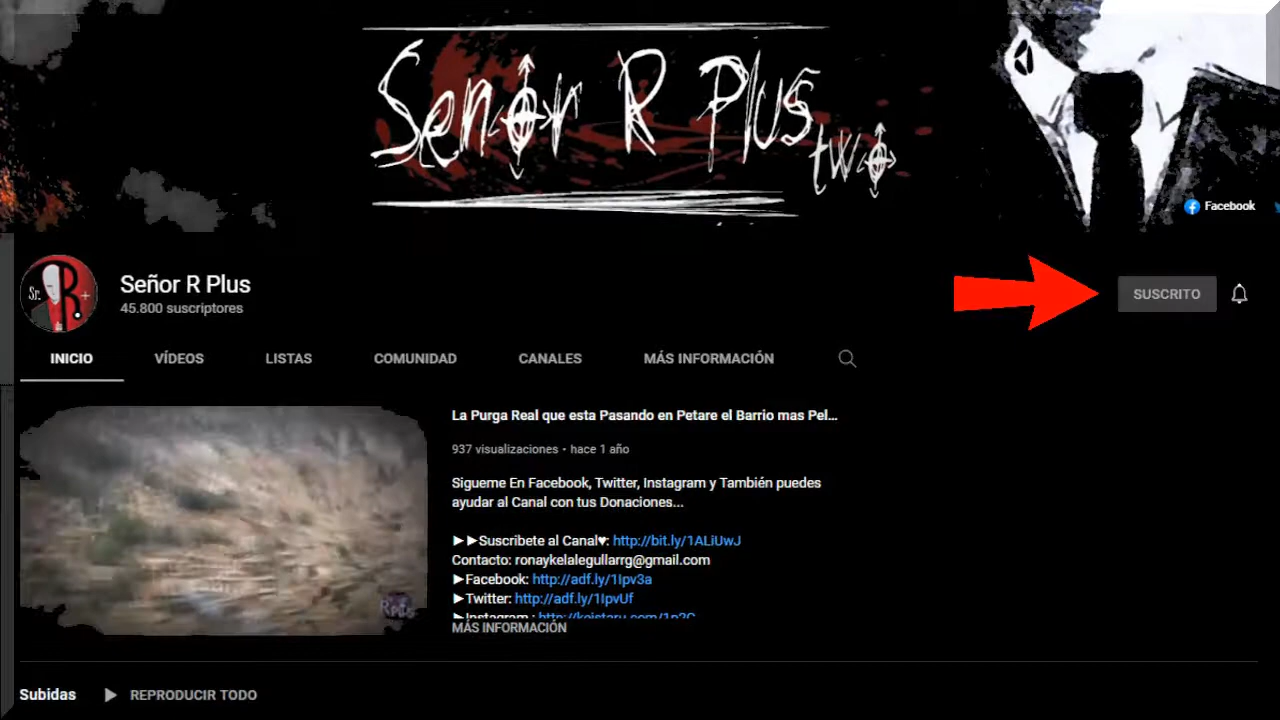 Señor R Plus
two
Facebook
Sr. R+
Señor R Plus
45.800 suscriptores
SUSCRITO
INICIO VÍDEOS LISTAS COMUNIDAD CANALES MÁS INFORMACIÓN
La Purga Real que esta Pasando en Petare el Barrio mas Pel...
937 visualizaciones • hace 1 año
Sigueme En Facebook, Twitter, Instagram y También puedes
ayudar al Canal con tus Donaciones...
►►Suscribete al Canal♥: http://bit.ly/1ALiUwJ
Contacto: ronaykelalegullarrg@gmail.com
►Facebook: http://adf.ly/1Ipv3a
►Twitter: http://adf.ly/1IpvUf
►Instagram :
MÁS INFORMACIÓN
Subidas ▶ REPRODUCIR TODO